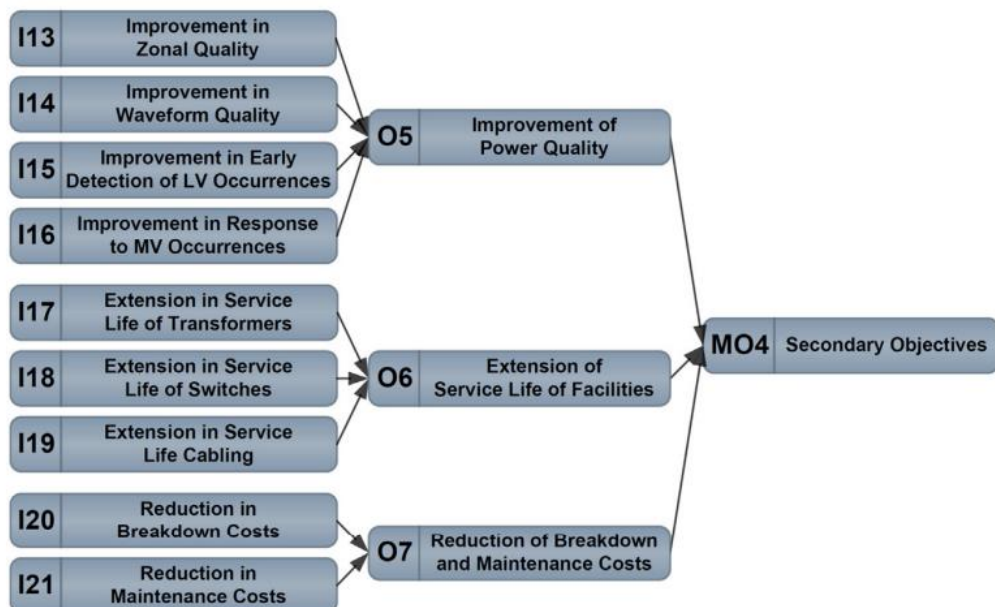 I13
Improvement in
Zonal Quality
I14
Improvement in
Waveform Quality
I15
Improvement in Early
Detection of LV Occurrences
I16
Improvement in Response
to MV Occurrences
O5
Improvement of
Power Quality
I17
Extension in Service
Life of Transformers
I18
Extension in Service
Life of Switches
I19
Extension in Service
Life Cabling
O6
Extension of
Service Life of Facilities
I20
Reduction in
Breakdown Costs
I21
Reduction in
Maintenance Costs
O7
Reduction of Breakdown
and Maintenance Costs
MO4
Secondary Objectives